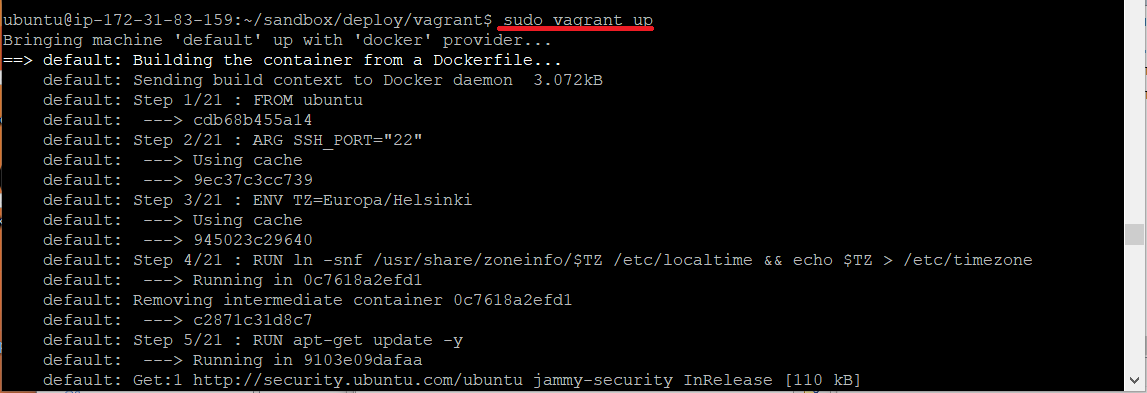 ubuntu@ip-172-31-83-159:~/sandbox/deploy/vagrant$ sudo vagrant up
Bringing machine 'default' up with 'docker' provider...
==> default: Building the container from a Dockerfile...
    default: Sending build context to Docker daemon  3.072kB
    default: Step 1/21 : FROM ubuntu
    default:  ---> cdb68b455a14
    default: Step 2/21 : ARG SSH_PORT="22"
    default:  ---> Using cache
    default:  ---> 9ec37c3cc739
    default: Step 3/21 : ENV TZ=Europa/Helsinki
    default:  ---> Using cache
    default:  ---> 945023c29640
    default: Step 4/21 : RUN ln -snf /usr/share/zoneinfo/$TZ /etc/localtime && echo $TZ > /etc/timezone
    default:  ---> Running in 0c7618a2efd1
    default: Removing intermediate container 0c7618a2efd1
    default:  ---> c2871c31d8c7
    default: Step 5/21 : RUN apt-get update -y
    default:  ---> Running in 9103e09dafaa
    default: Get:1 http://security.ubuntu.com/ubuntu jammy-security InRelease [110 kB]